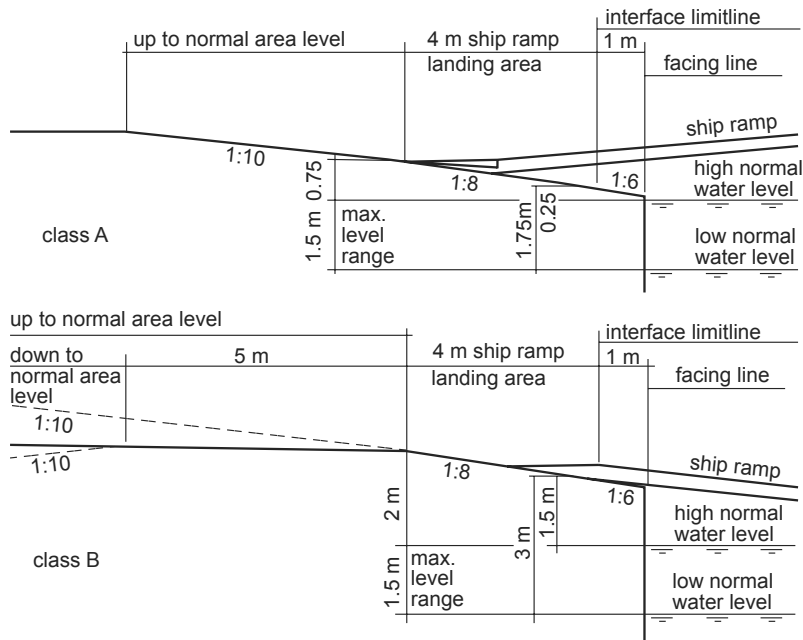 interface limitline
up to normal area level
4 m ship ramp
1 m
landing area
facing line
ship ramp
1:10
0.75
1:8
1:6
high normal
water level
1.5 m
max.
level
range
1.75m
0.25
class A
low normal
water level
up to normal area level
interface limitline
down to
normal area
level
5 m
4 m ship ramp
1 m
landing area
facing line
1:10
1:10
1:8
ship ramp
1:6
2 m
3 m
1.5 m
high normal
water level
class B
1.5 m
max.
level
range
low normal
water level